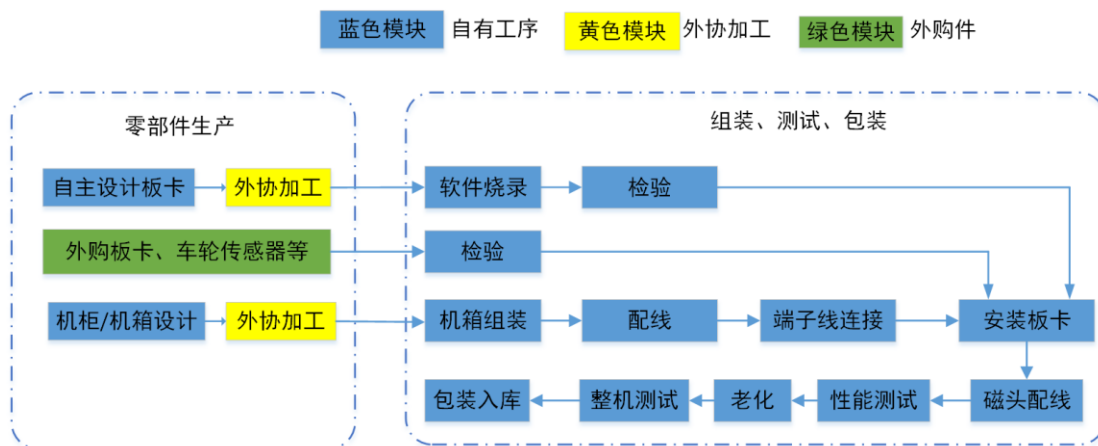 蓝色模块 自有工序 黄色模块 外协加工 绿色模块 外购件
零部件生产
组装、测试、包装
自主设计板卡 外协加工 软件烧录 检验
外购板卡、车轮传感器等 检验
机柜/机箱设计 外协加工 机箱组装 配线 端子线连接 安装板卡
包装入库 整机测试 老化 性能测试 磁头配线